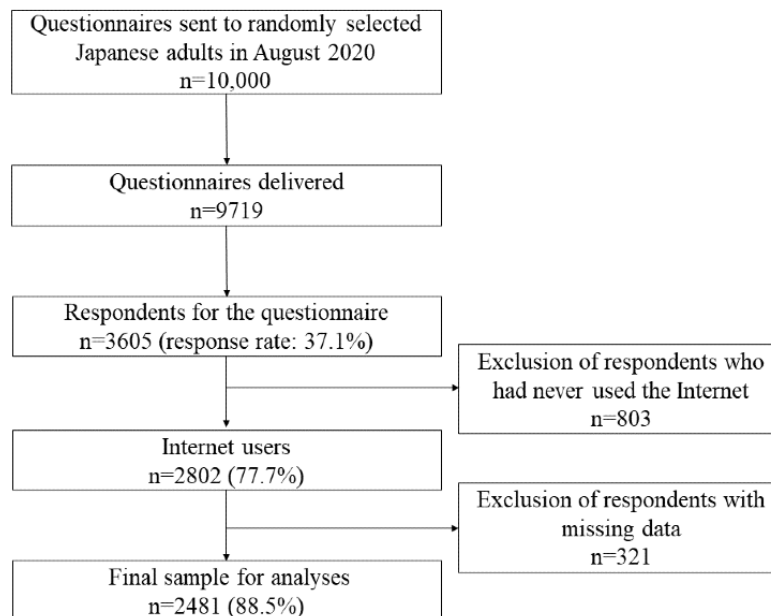 Questionnaires sent to randomly selected
Japanese adults in August 2020
n=10,000
Questionnaires delivered
n=9719
Respondents for the questionnaire
n=3605 (response rate: 37.1%)
Exclusion of respondents who
had never used the Internet
n=803
Internet users
n=2802 (77.7%)
Exclusion of respondents with
missing data
n=321
Final sample for analyses
n=2481 (88.5%)